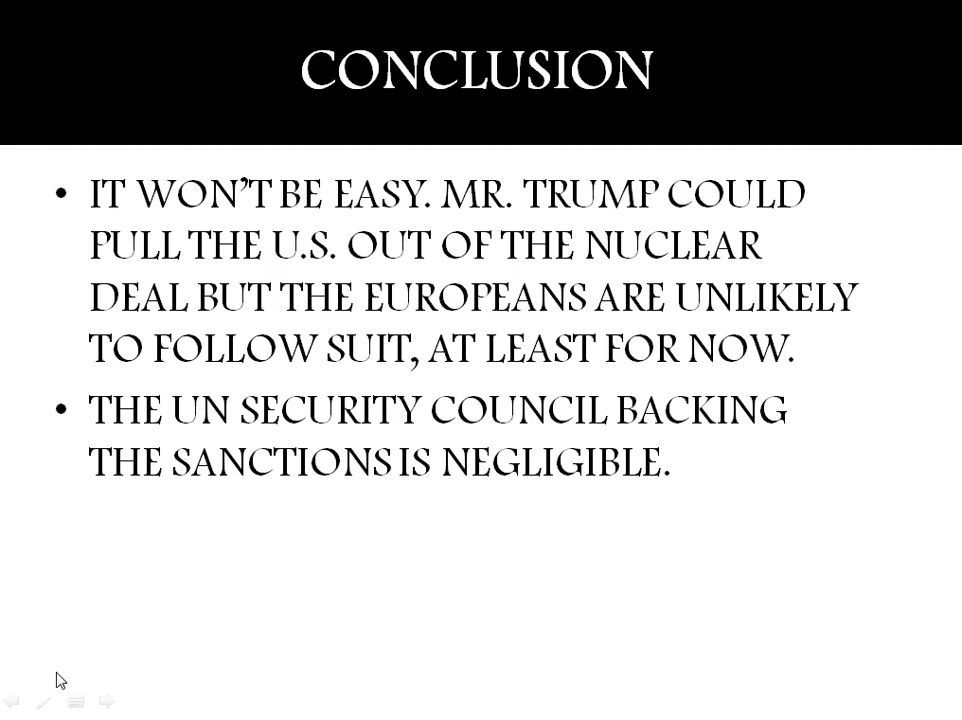 CONCLUSION
• IT WON'T BE EASY. MR. TRUMP COULD
PULL THE U.S. OUT OF THE NUCLEAR
DEAL BUT THE EUROPEANS ARE UNLIKELY
TO FOLLOW SUIT, AT LEAST FOR NOW.
• THE UN SECURITY COUNCIL BACKING
THE SANCTIONS IS NEGLIGIBLE.